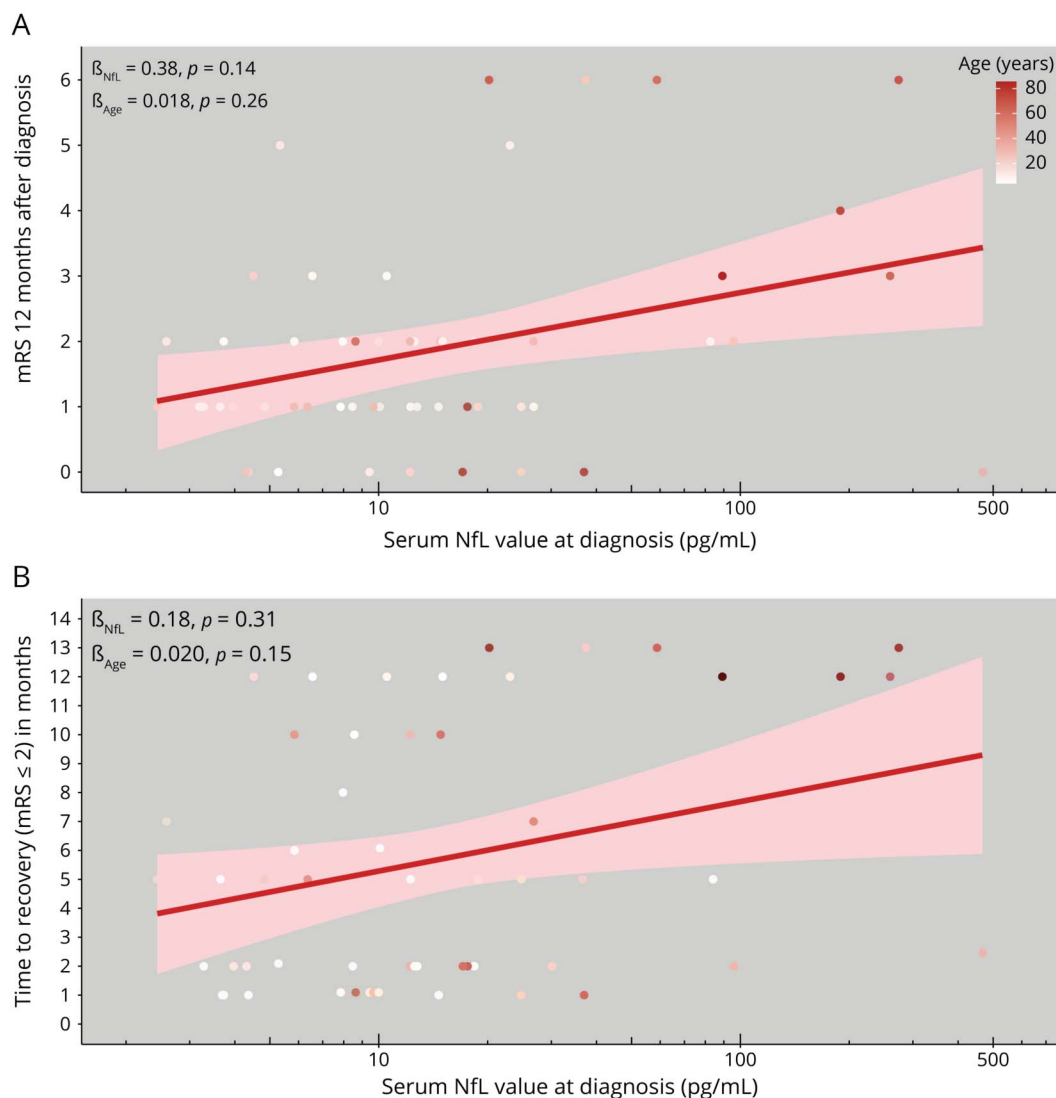 A
ß_NfL = 0.38, p = 0.14
ß_Age = 0.018, p = 0.26
Age (years)
80
60
40
20
mRS 12 months after diagnosis
6
5
4
3
2
1
0
10
100
500
Serum NfL value at diagnosis (pg/mL)
B
ß_NfL = 0.18, p = 0.31
ß_Age = 0.020, p = 0.15
Time to recovery (mRS ≤ 2) in months
14
13
12
11
10
9
8
7
6
5
4
3
2
1
0
10
100
500
Serum NfL value at diagnosis (pg/mL)